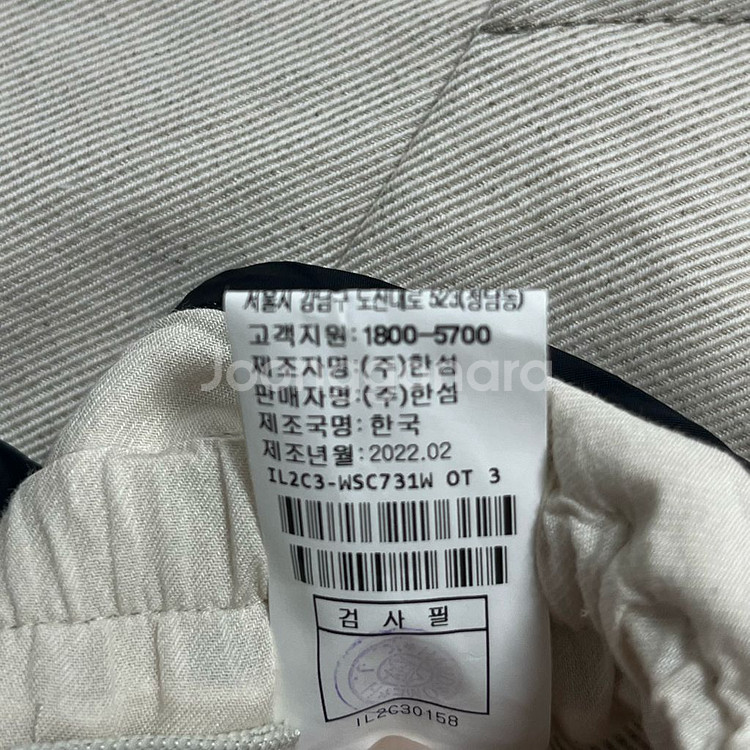 서울시 강남구 도산대로 523(청담동)
고객지원:1800-5700
제조자명:(주)한섬
Joonggonara
판매자명:(주)한섬
제조국명:한국
제조년월:2022.02
IL2C3-WSC731W OT 3
검 사 필
IL2C30158